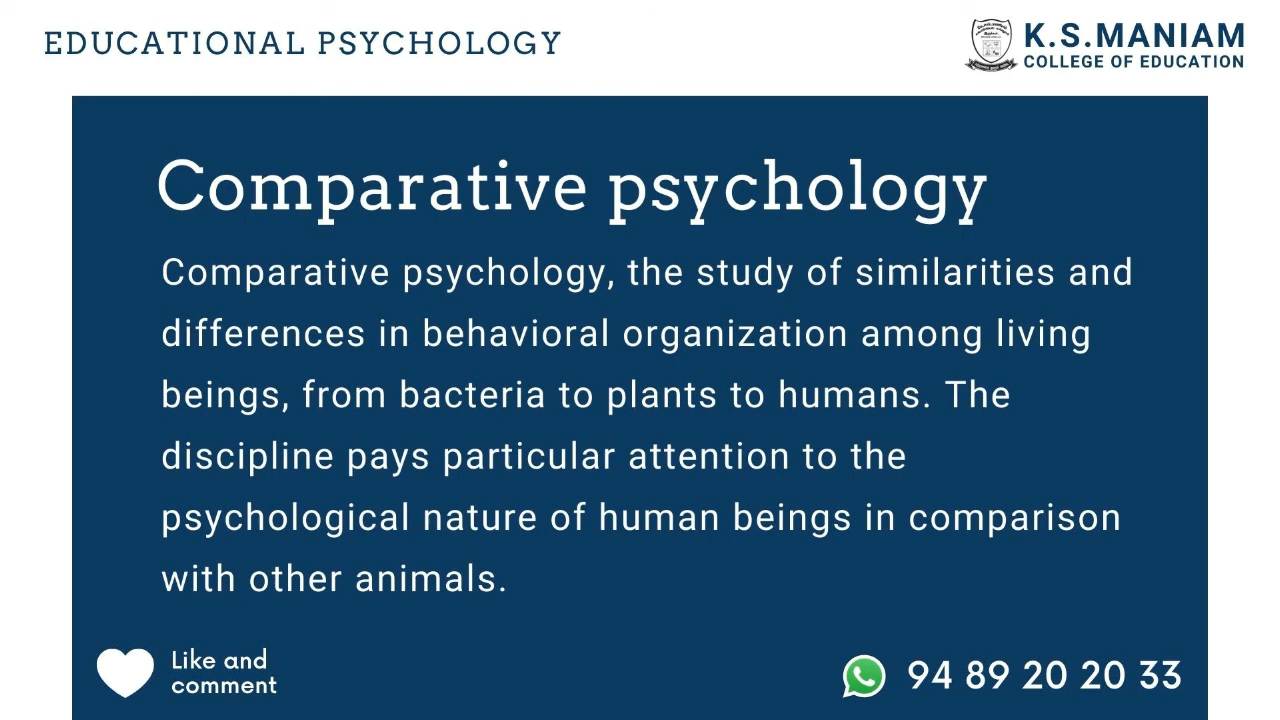 EDUCATIONAL PSYCHOLOGY
K.S.MANIAM
COLLEGE OF EDUCATION
Comparative psychology
Comparative psychology, the study of similarities and
differences in behavioral organization among living
beings, from bacteria to plants to humans. The
discipline pays particular attention to the
psychological nature of human beings in comparison
with other animals.
Like and
comment
94 89 20 20 33